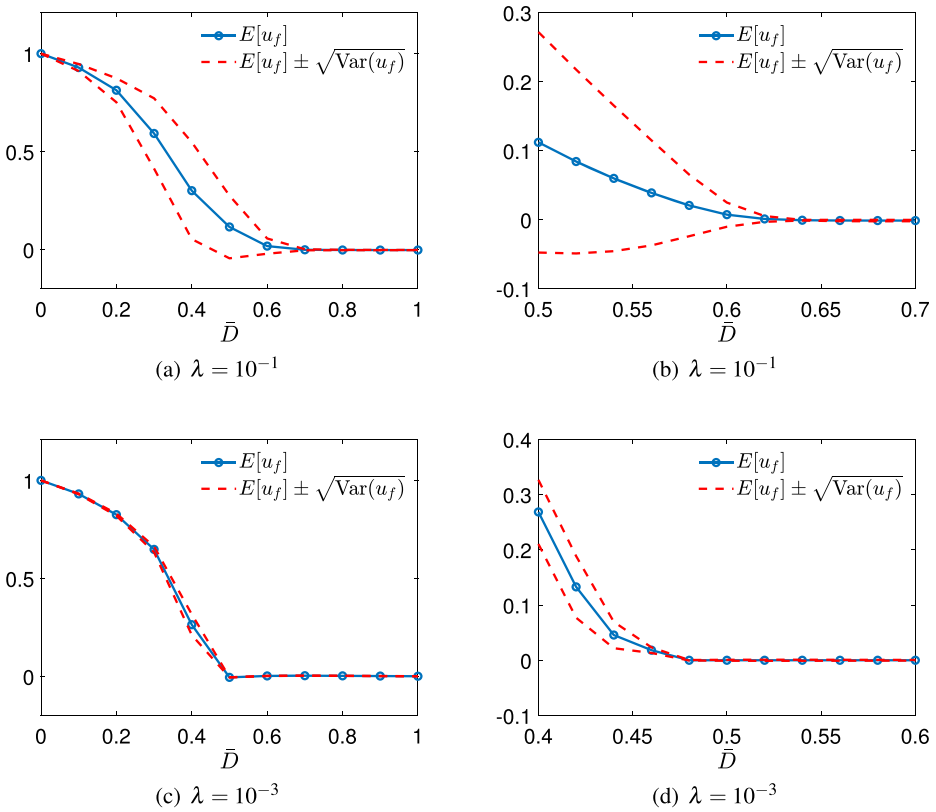 E[u_f]
E[u_f] ± √Var(u_f)
1
0.5
0
0 0.2 0.4 0.6 0.8 1
D̄
(a) λ = 10⁻¹
E[u_f]
E[u_f] ± √Var(u_f)
0.3
0.2
0.1
0
-0.1
0.5 0.55 0.6 0.65 0.7
D̄
(b) λ = 10⁻¹
E[u_f]
E[u_f] ± √Var(u_f)
1
0.5
0
0 0.2 0.4 0.6 0.8 1
D̄
(c) λ = 10⁻³
E[u_f]
E[u_f] ± √Var(u_f)
0.4
0.3
0.2
0.1
0
-0.1
0.4 0.45 0.5 0.55 0.6
D̄
(d) λ = 10⁻³